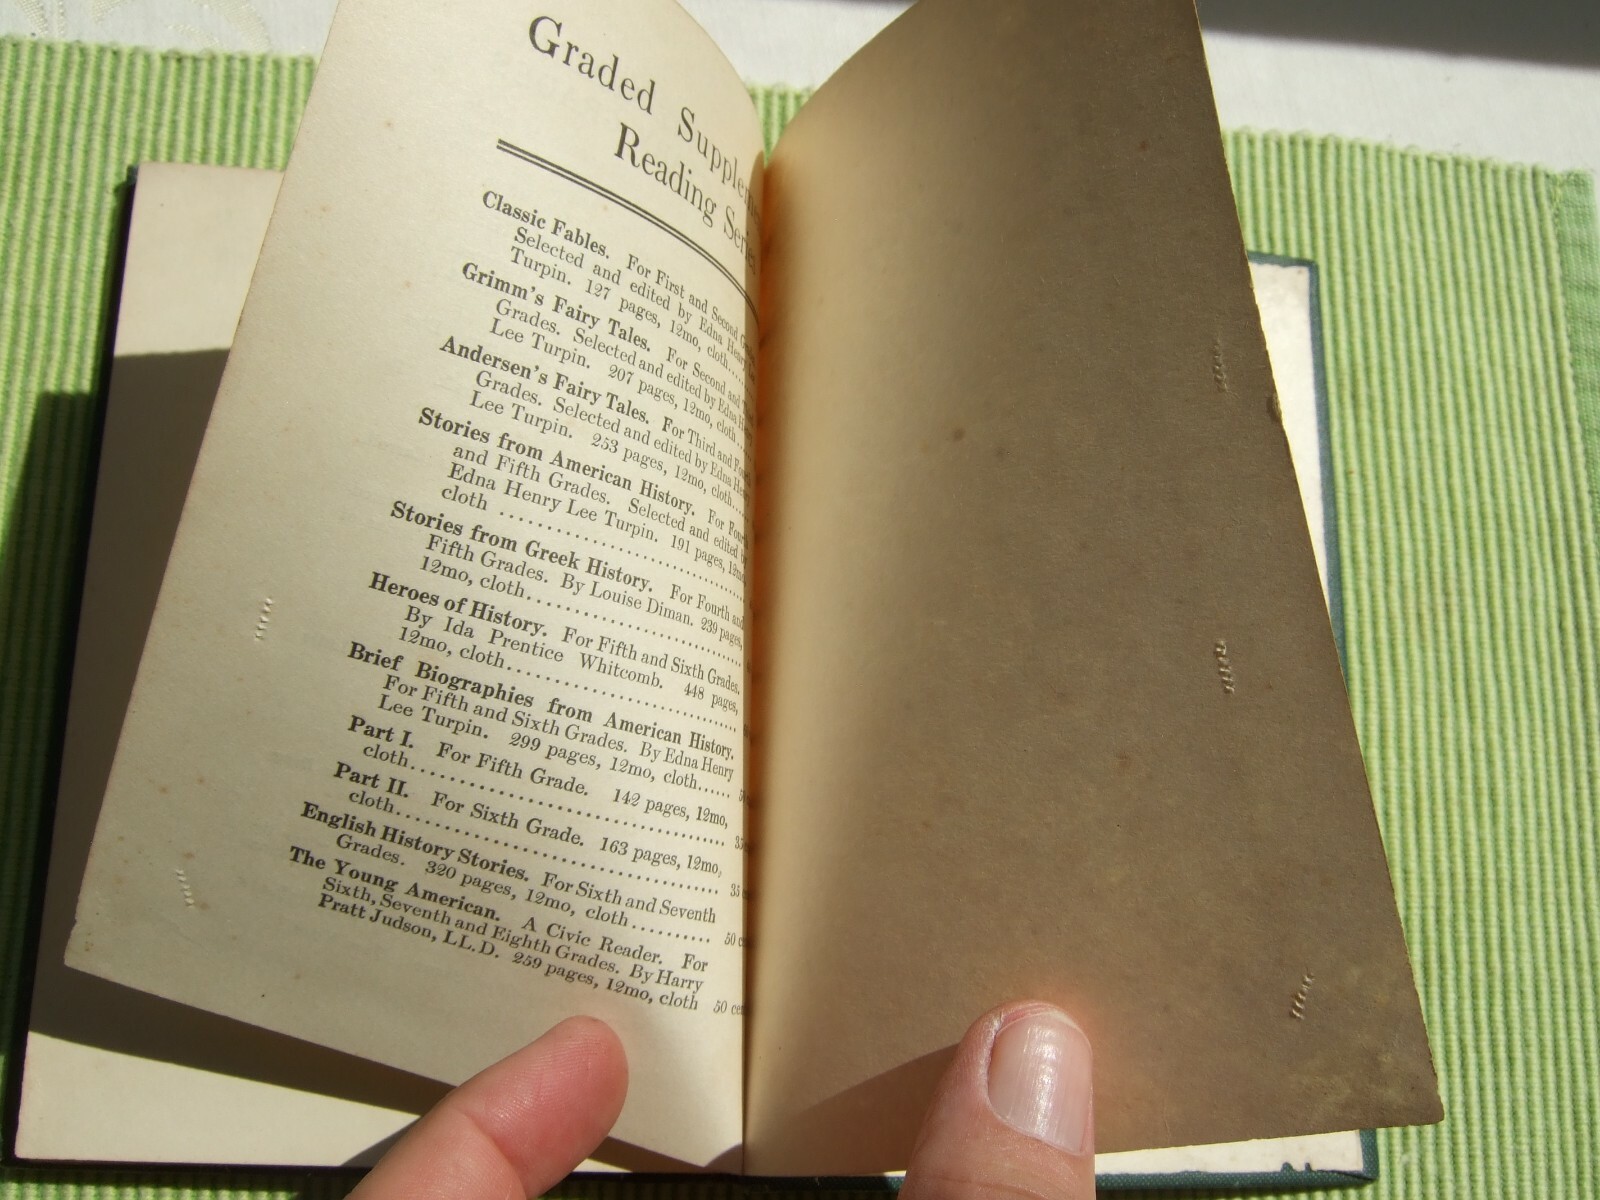 Graded
Reading Series
Classic Fables. For First and Second
Selected and edited by Edna Henry
Turpin. 127 pages, 12mo, cloth....
Grimm's Fairy Tales. For Second and
Grades. Selected and edited by Edna
Lee Turpin. 207 pages, 12mo, cloth..
Andersen's Fairy Tales. For Third and
Grades. Selected and edited by Edna
Lee Turpin. 253 pages, 12mo, cloth....
Stories from American History. For
and Fifth Grades. Selected and edited
Edna Henry Lee Turpin. 191 pages, 12mo
cloth ..............................
Stories from Greek History. For Fourth and
Fifth Grades. By Louise Diman. 239 pages,
12mo, cloth..........................
Heroes of History. For Fifth and Sixth Grades.
By Ida Prentice Whitcomb. 448 pages,
12mo, cloth............................
Brief Biographies from American History.
For Fifth and Sixth Grades. By Edna Henry
Lee Turpin. 299 pages, 12mo, cloth......
Part I. For Fifth Grade. 142 pages, 12mo,
cloth................................... 35
Part II. For Sixth Grade. 163 pages, 12mo,
cloth................................... 35
English History Stories. For Sixth and Seventh
Grades. 320 pages, 12mo, cloth.......... 50
The Young American. A Civic Reader. For
Sixth, Seventh and Eighth Grades. By Harry
Pratt Judson, LL.D. 259 pages, 12mo, cloth 50